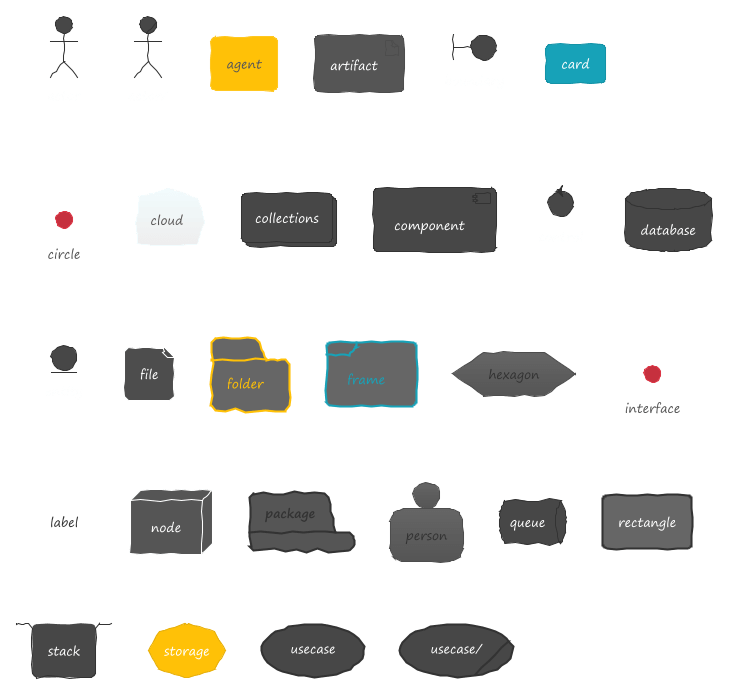 agent
artifact
card
circle
cloud
collections
component
database
file
folder
frame
hexagon
interface
label
node
package
person
queue
rectangle
stack
storage
usecase
usecase/